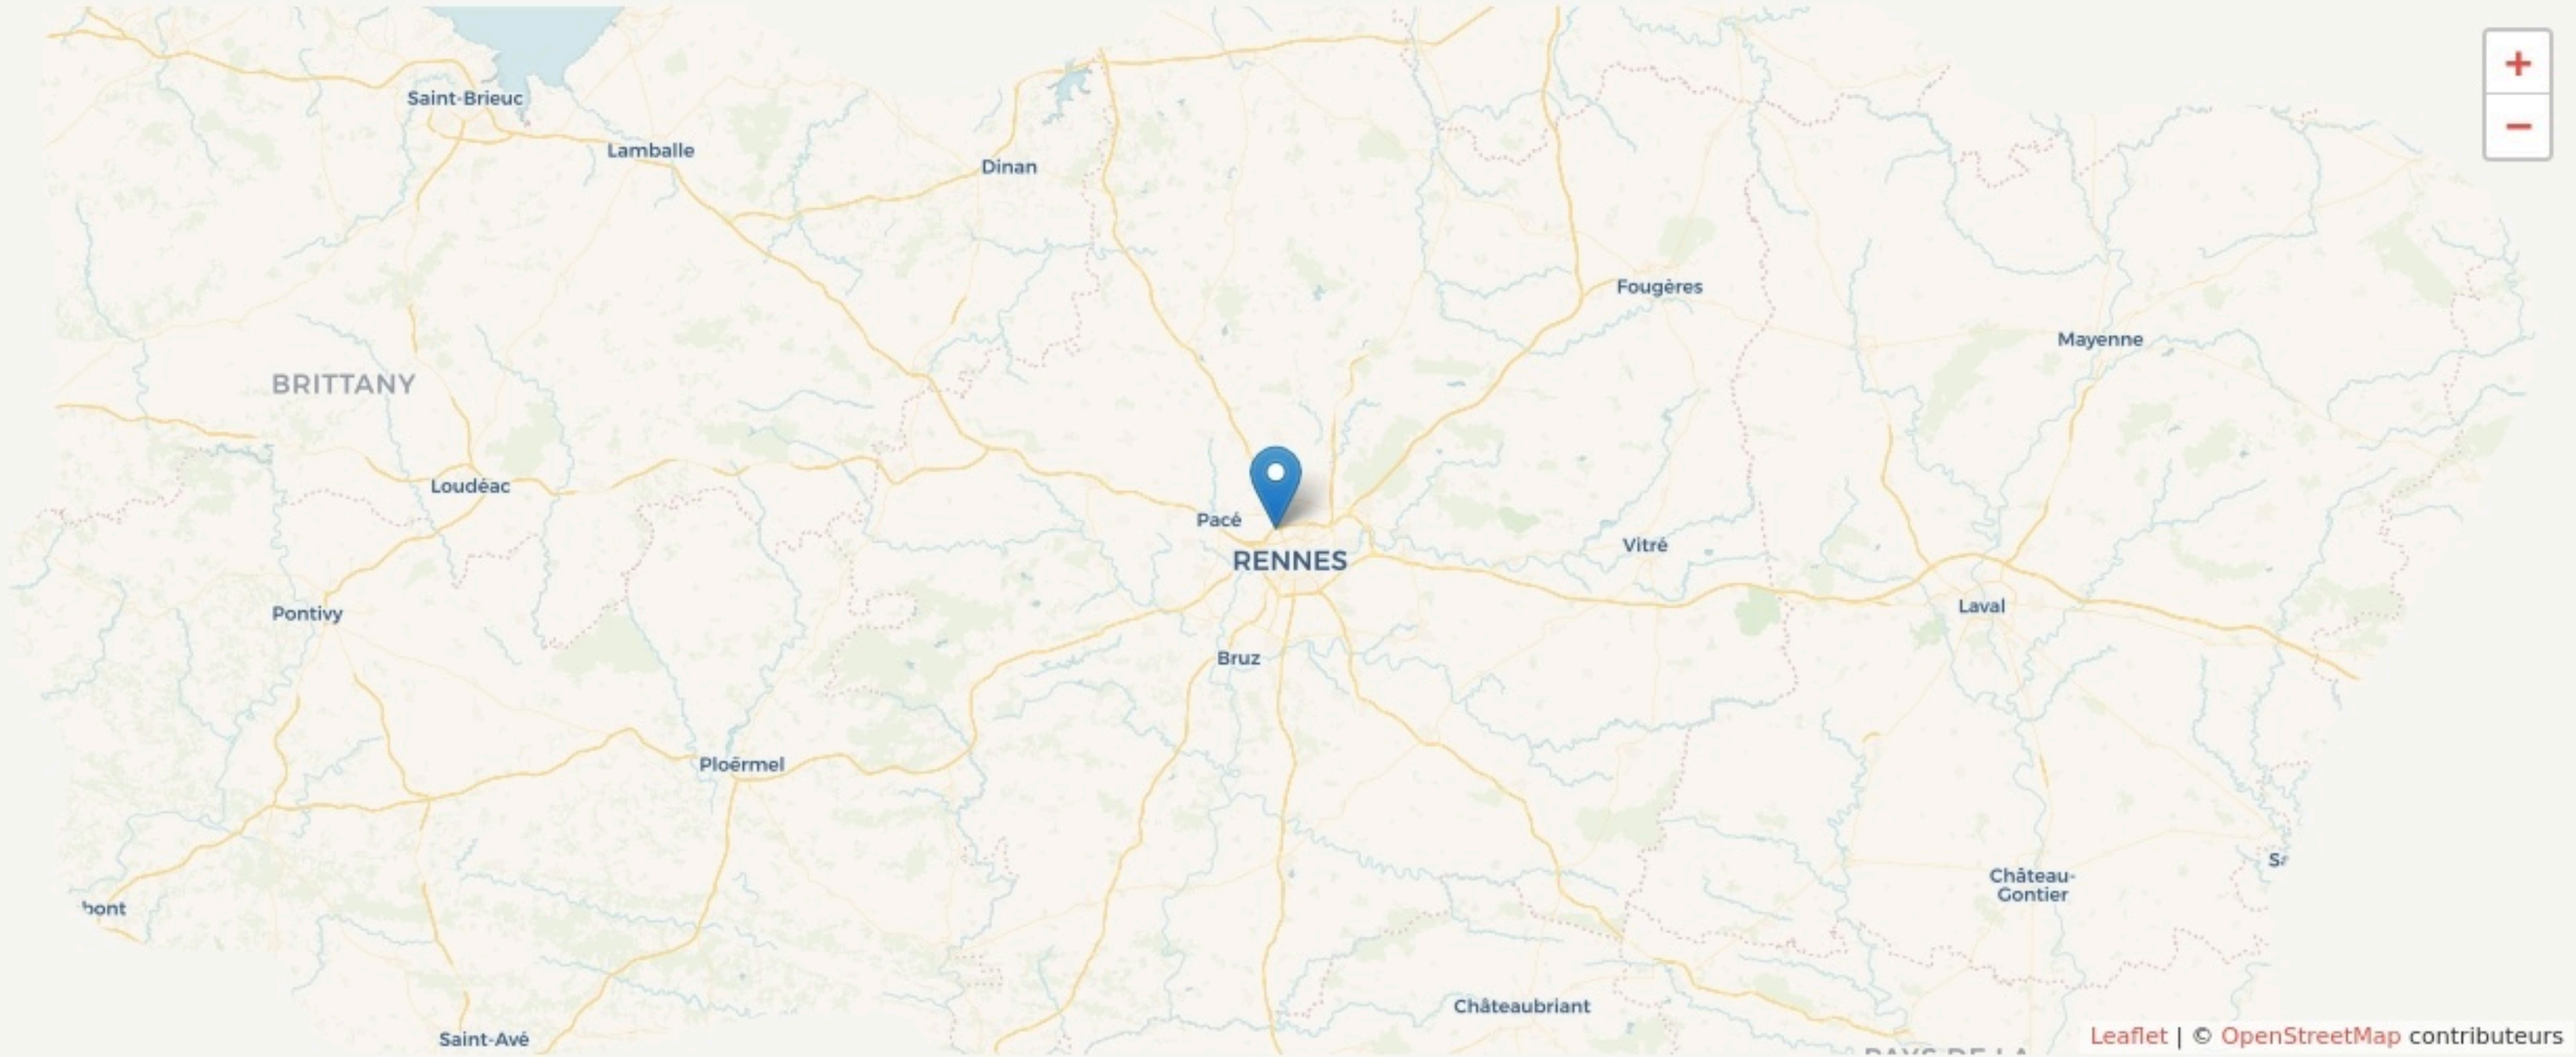 +
−
Saint-Brieuc
Lamballe
Dinan
Fougères
Mayenne
BRITTANY
Loudéac
Pacé
Vitré
RENNES
Pontivy
Laval
Bruz
Ploërmel
Château-
Gontier
bont
Châteaubriant
Saint-Avé
Leaflet | © OpenStreetMap contributeurs